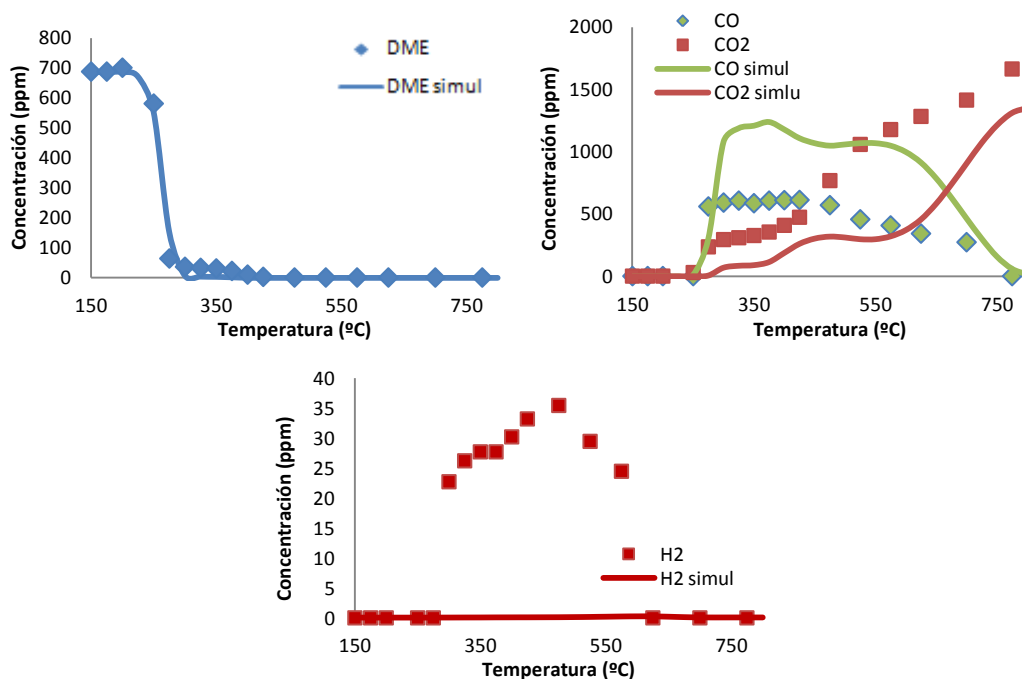 Concentración (ppm)
800
700
600
500
400
300
200
100
0
150
350
550
750
Temperatura (ºC)
DME
DME simul
Concentración (ppm)
2000
1500
1000
500
0
150
350
550
750
Temperatura (ºC)
CO
CO2
CO simul
CO2 simlu
Concentración (ppm)
40
35
30
25
20
15
10
5
0
150
350
550
750
Temperatura (ºC)
H2
H2 simul